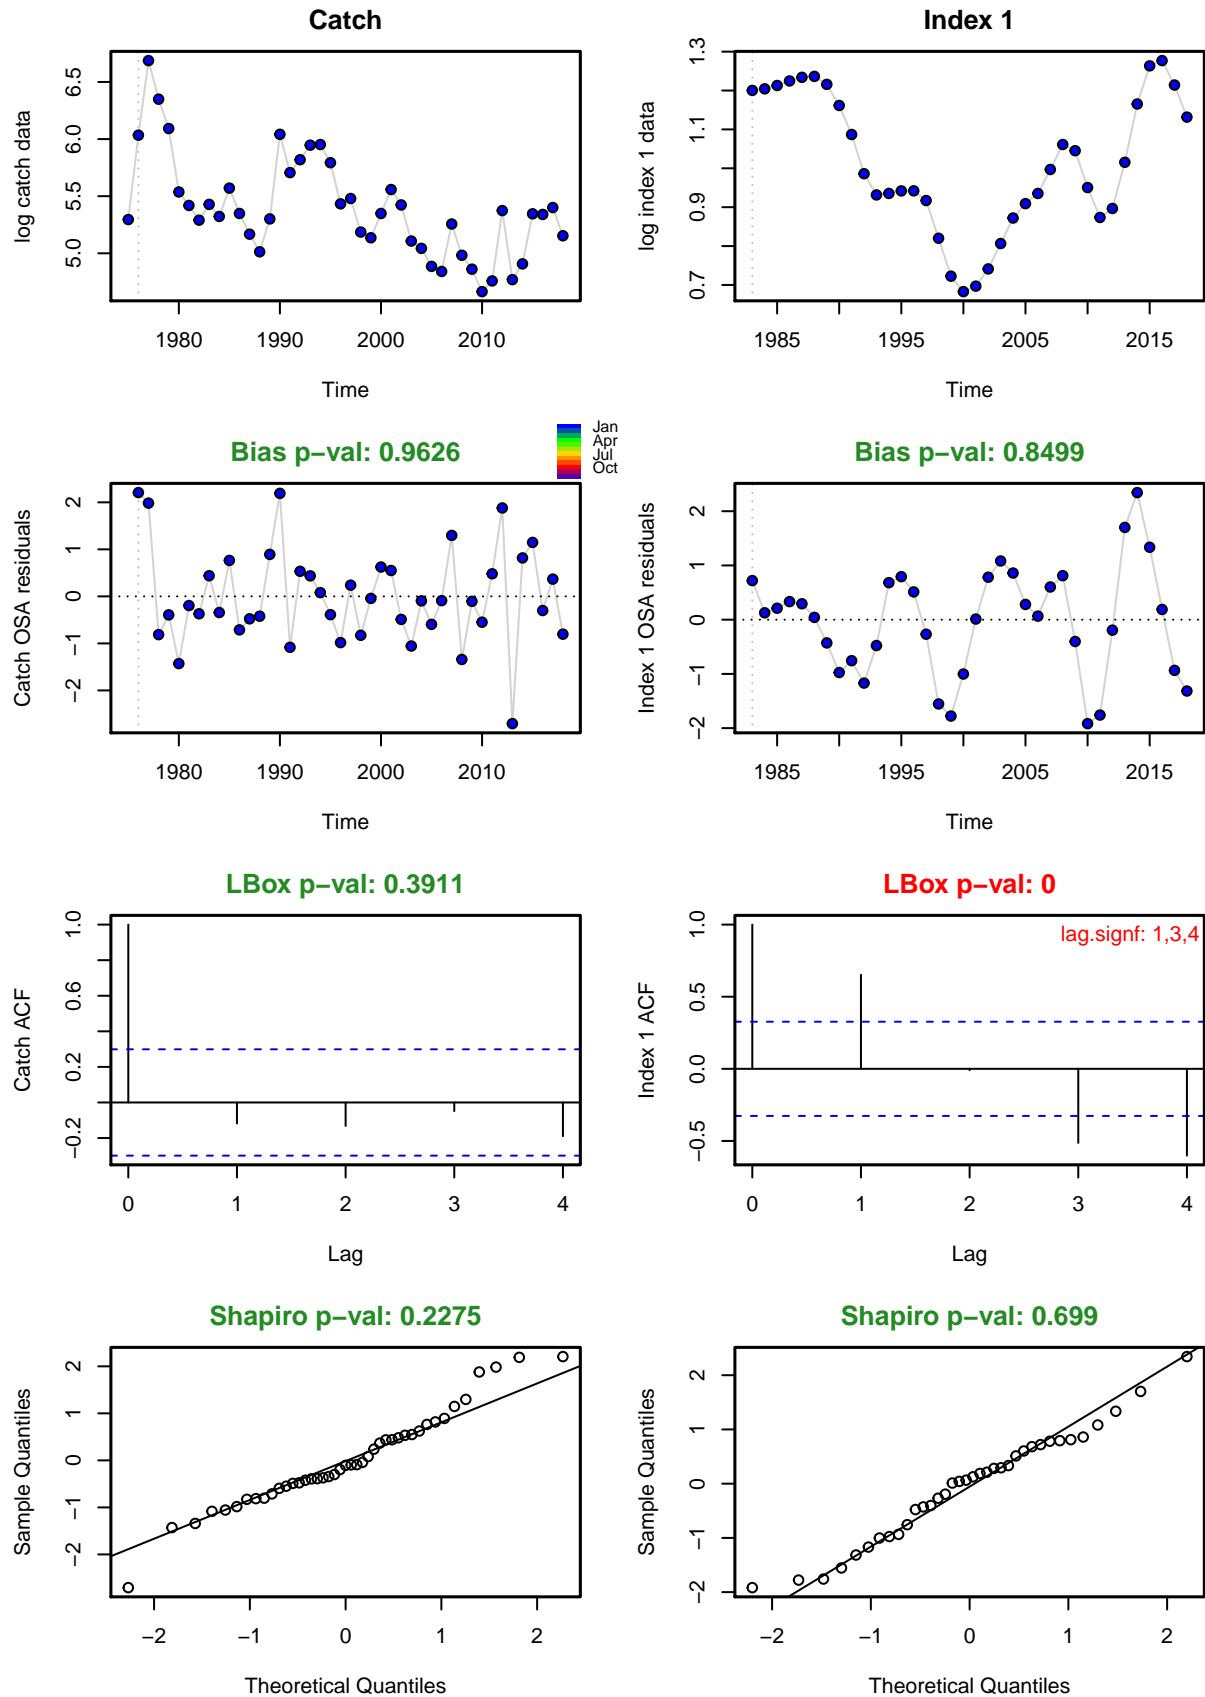 Catch
log catch data
5.0 5.5 6.0 6.5
1980 1990 2000 2010
Time
Index 1
log index 1 data
0.7 0.9 1.1 1.3
1985 1995 2005 2015
Time
Bias p−val: 0.9626
Jan
Apr
Jul
Oct
Catch OSA residuals
−2 −1 0 1 2
1980 1990 2000 2010
Time
Bias p−val: 0.8499
Index 1 OSA residuals
−2 −1 0 1 2
1985 1995 2005 2015
Time
LBox p−val: 0.3911
Catch ACF
−0.2 0.2 0.6 1.0
0 1 2 3 4
Lag
LBox p−val: 0
lag.signf: 1,3,4
Index 1 ACF
−0.5 0.0 0.5 1.0
0 1 2 3 4
Lag
Shapiro p−val: 0.2275
Sample Quantiles
−2 −1 0 1 2
−2 −1 0 1 2
Theoretical Quantiles
Shapiro p−val: 0.699
Sample Quantiles
−2 −1 0 1 2
−2 −1 0 1 2
Theoretical Quantiles